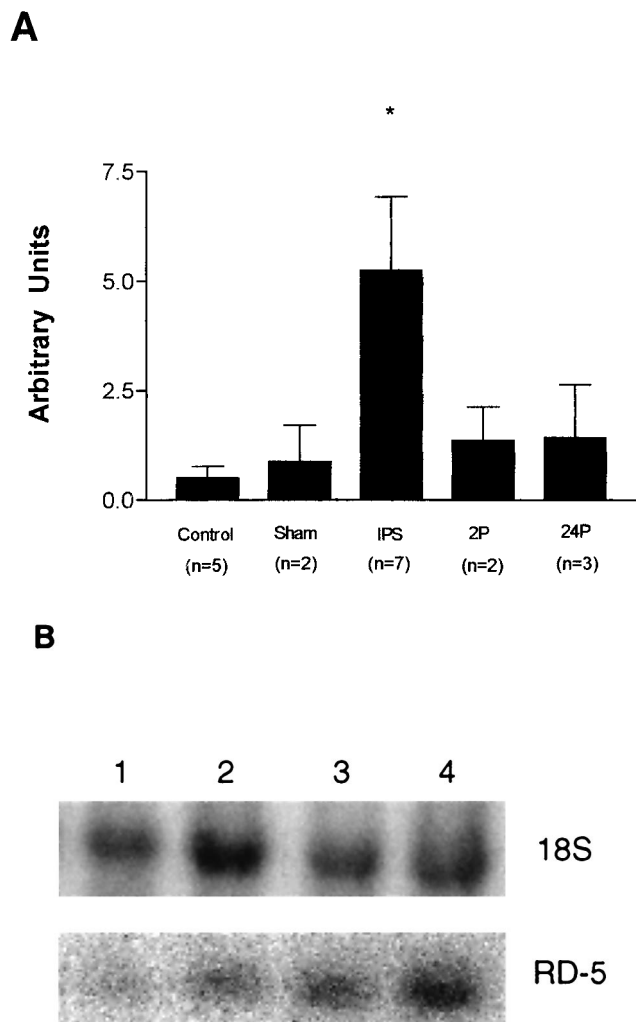 A
*
7.5
5.0
2.5
0.0
Arbitrary Units
Control Sham IPS 2P 24P
(n=5) (n=2) (n=7) (n=2) (n=3)
B
1 2 3 4
18S
RD-5